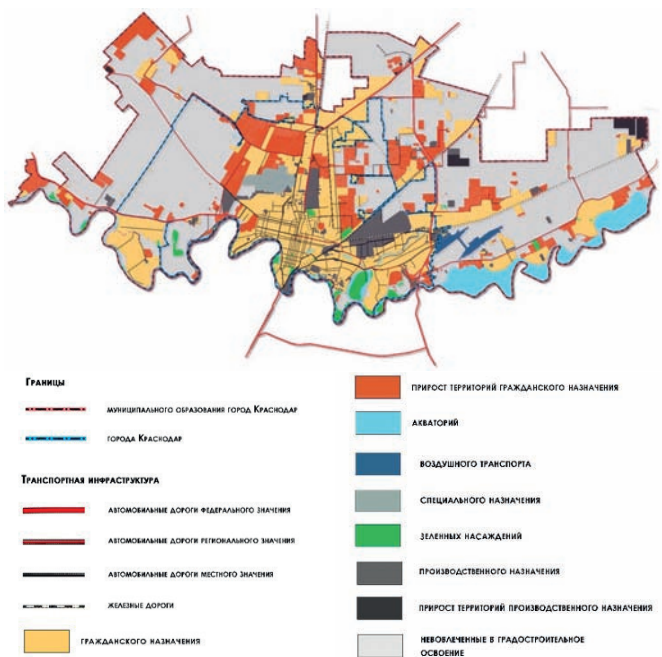 Границы
муниципального образования город Краснодар
города Краснодар
Транспортная инфраструктура
автомобильные дороги федерального значения
автомобильные дороги регионального значения
автомобильные дороги местного значения
железные дороги
гражданского назначения
прирост территорий гражданского назначения
акваторий
воздушного транспорта
специального назначения
зеленных насаждений
производственного назначения
прирост территорий производственного назначения
невовлеченные в градостроительное
освоение